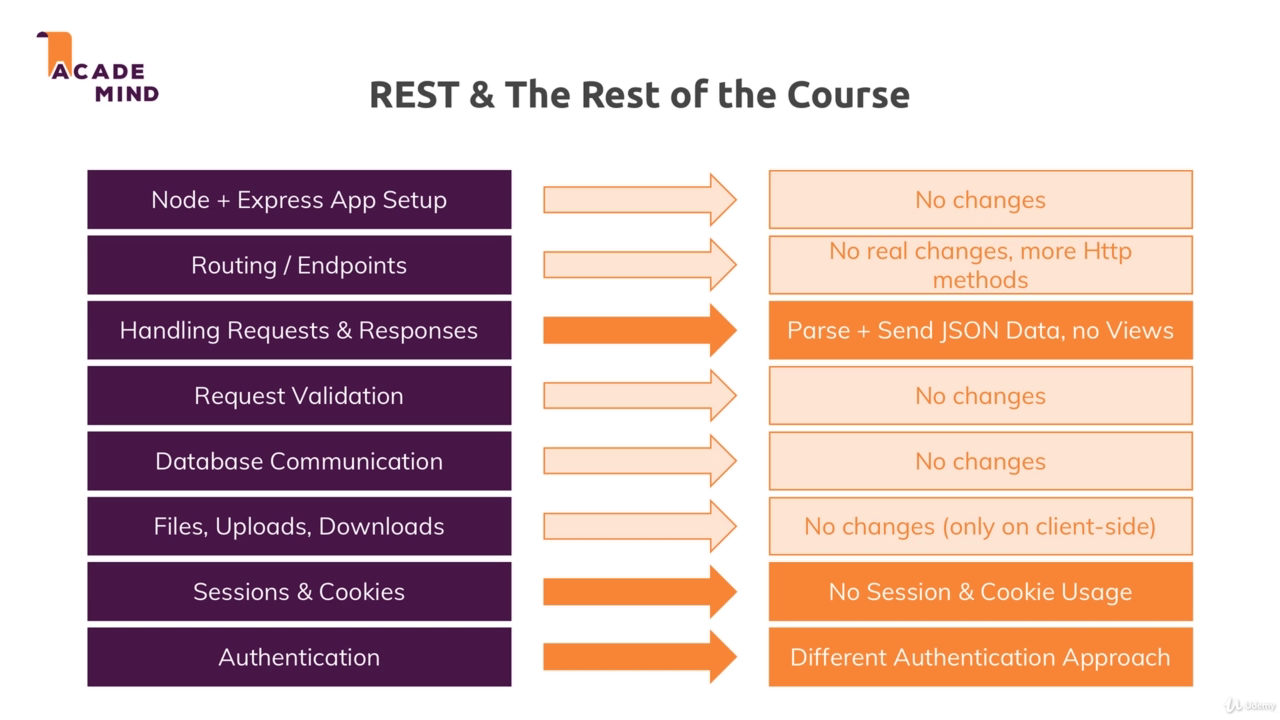 ACADE
MIND
REST & The Rest of the Course
Node + Express App Setup
No changes
Routing / Endpoints
No real changes, more Http
methods
Handling Requests & Responses
Parse + Send JSON Data, no Views
Request Validation
No changes
Database Communication
No changes
Files, Uploads, Downloads
No changes (only on client-side)
Sessions & Cookies
No Session & Cookie Usage
Authentication
Different Authentication Approach
Udemy